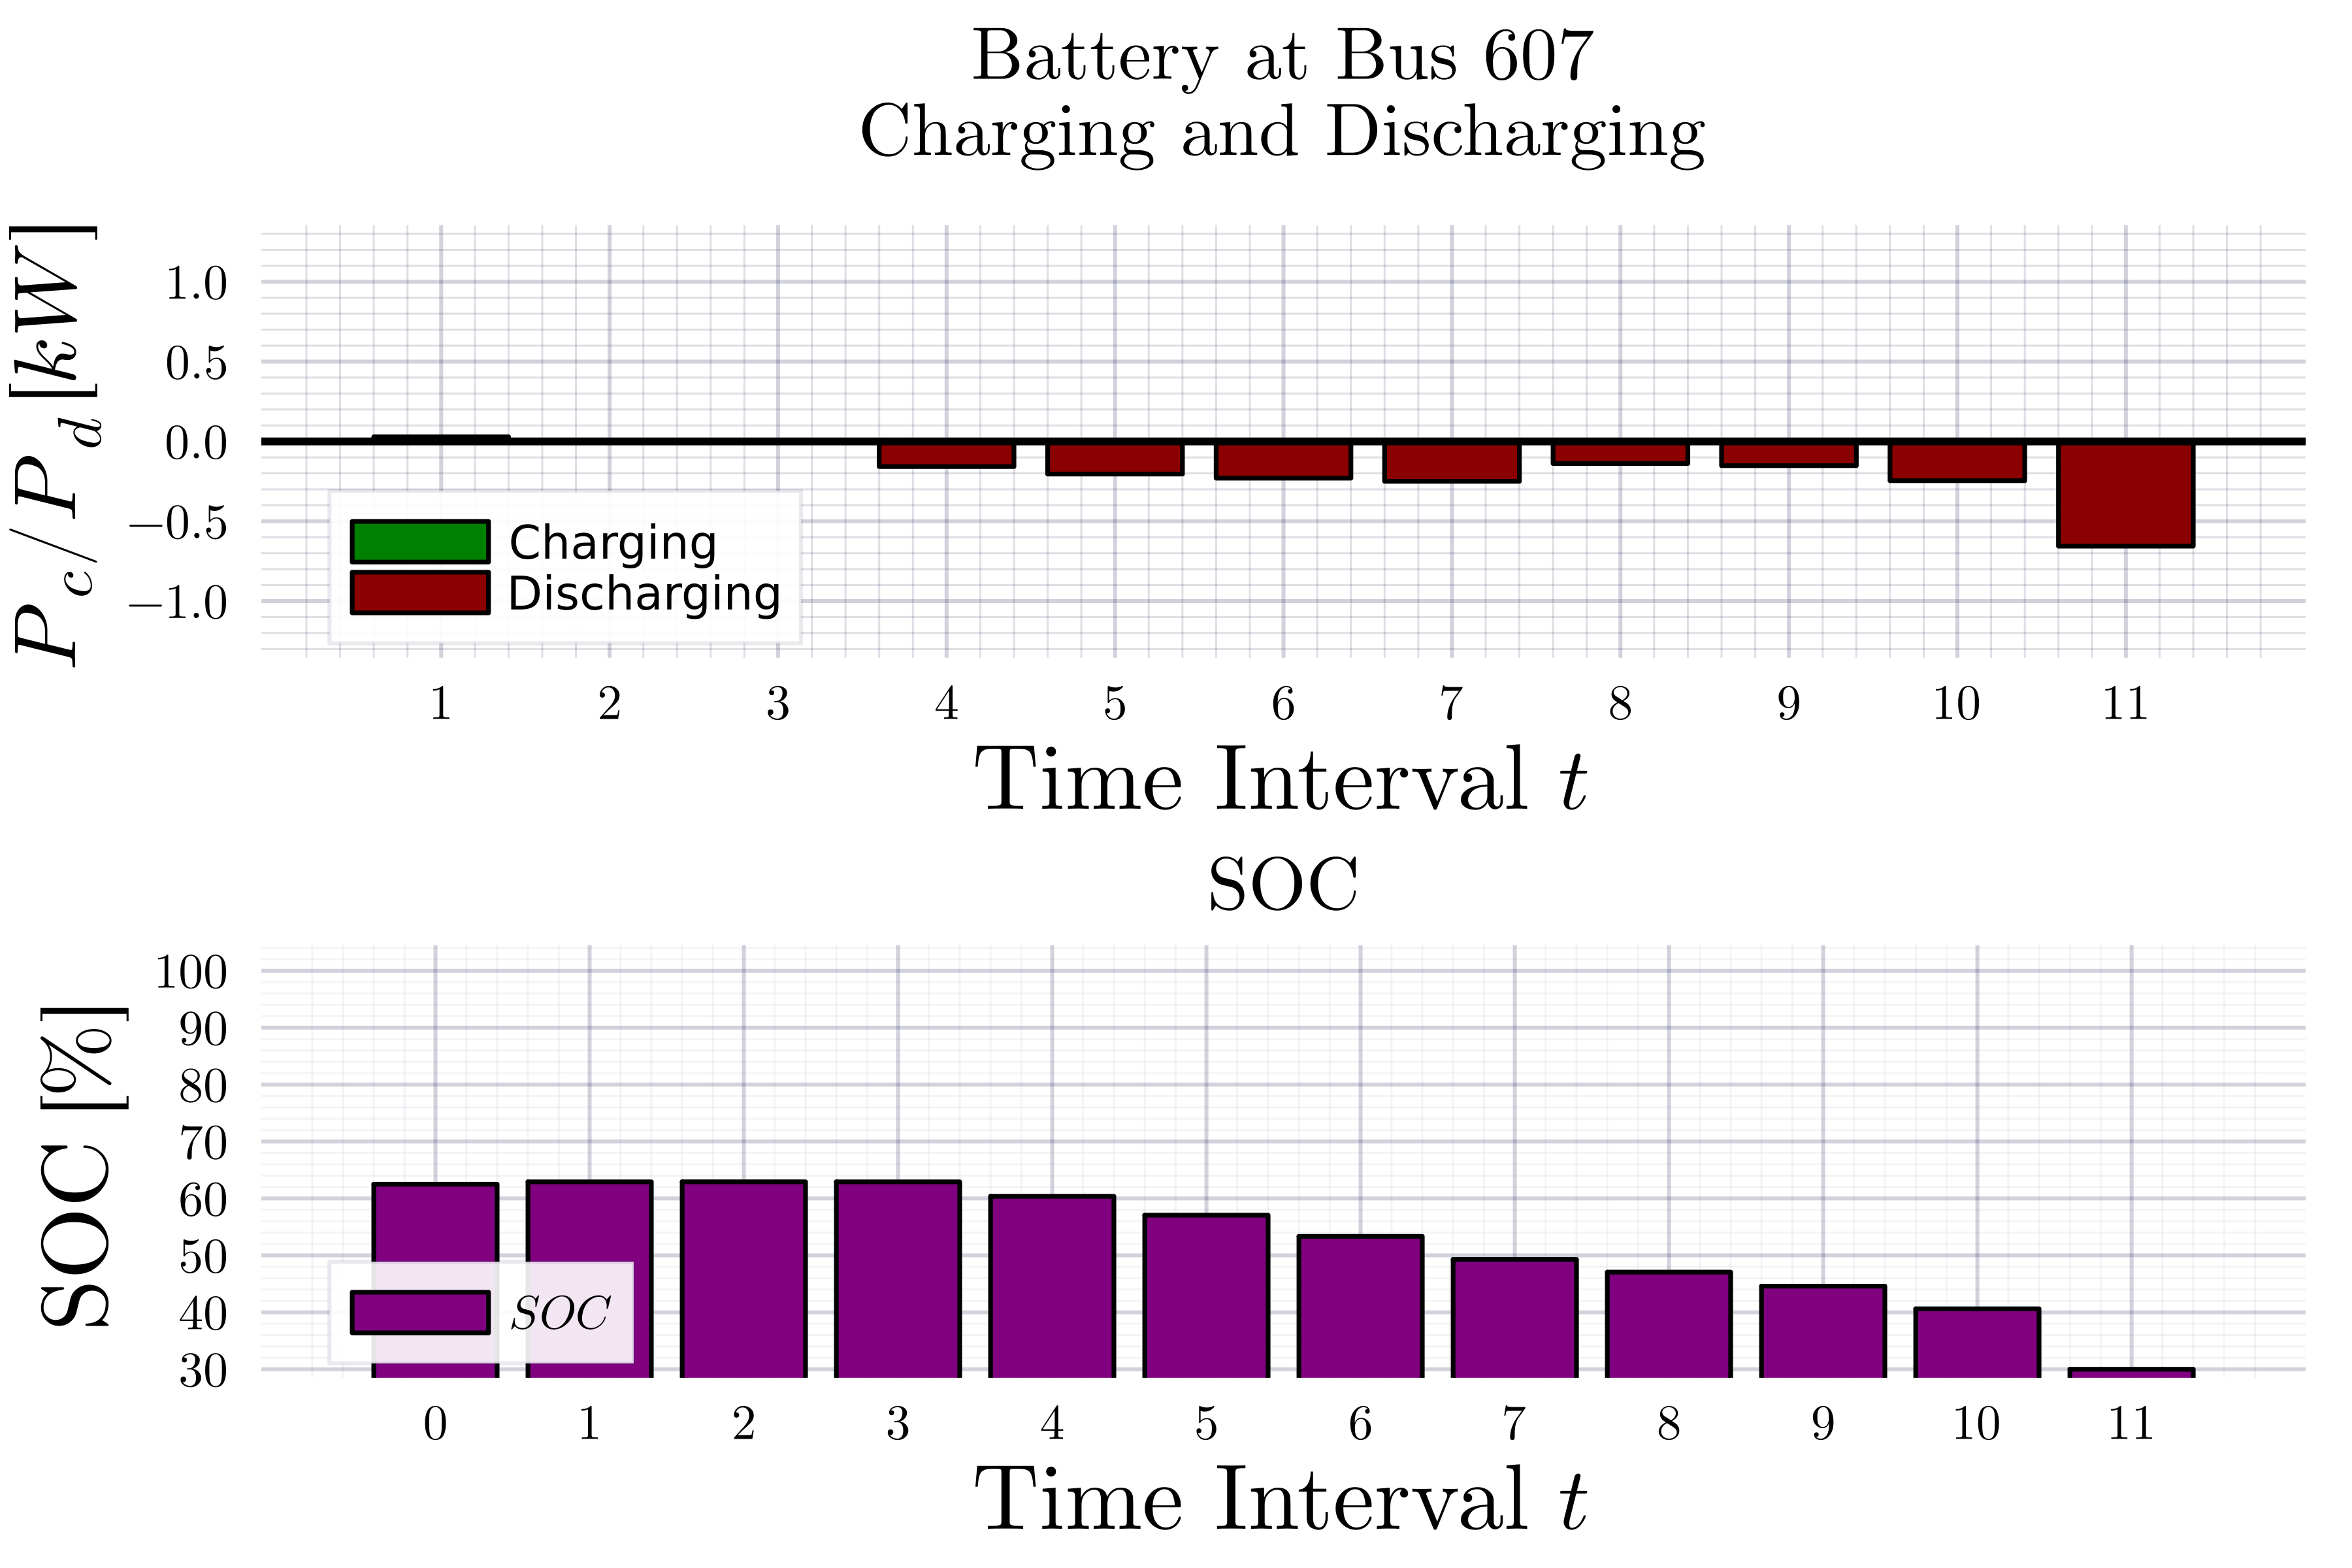 Battery at Bus 607
Charging and Discharging
P_c/P_d [kW]
1.0
0.5
0.0
−0.5
−1.0
Charging
Discharging
1 2 3 4 5 6 7 8 9 10 11
Time Interval t
SOC
SOC [%]
100
90
80
70
60
50
40
30
SOC
0 1 2 3 4 5 6 7 8 9 10 11
Time Interval t